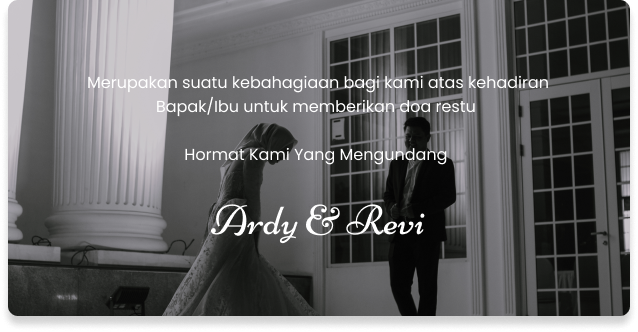 Merupakan suatu kebahagiaan bagi kami atas kehadiran
Bapak/Ibu untuk memberikan doa restu
Hormat Kami Yang Mengundang
Ardy & Revi